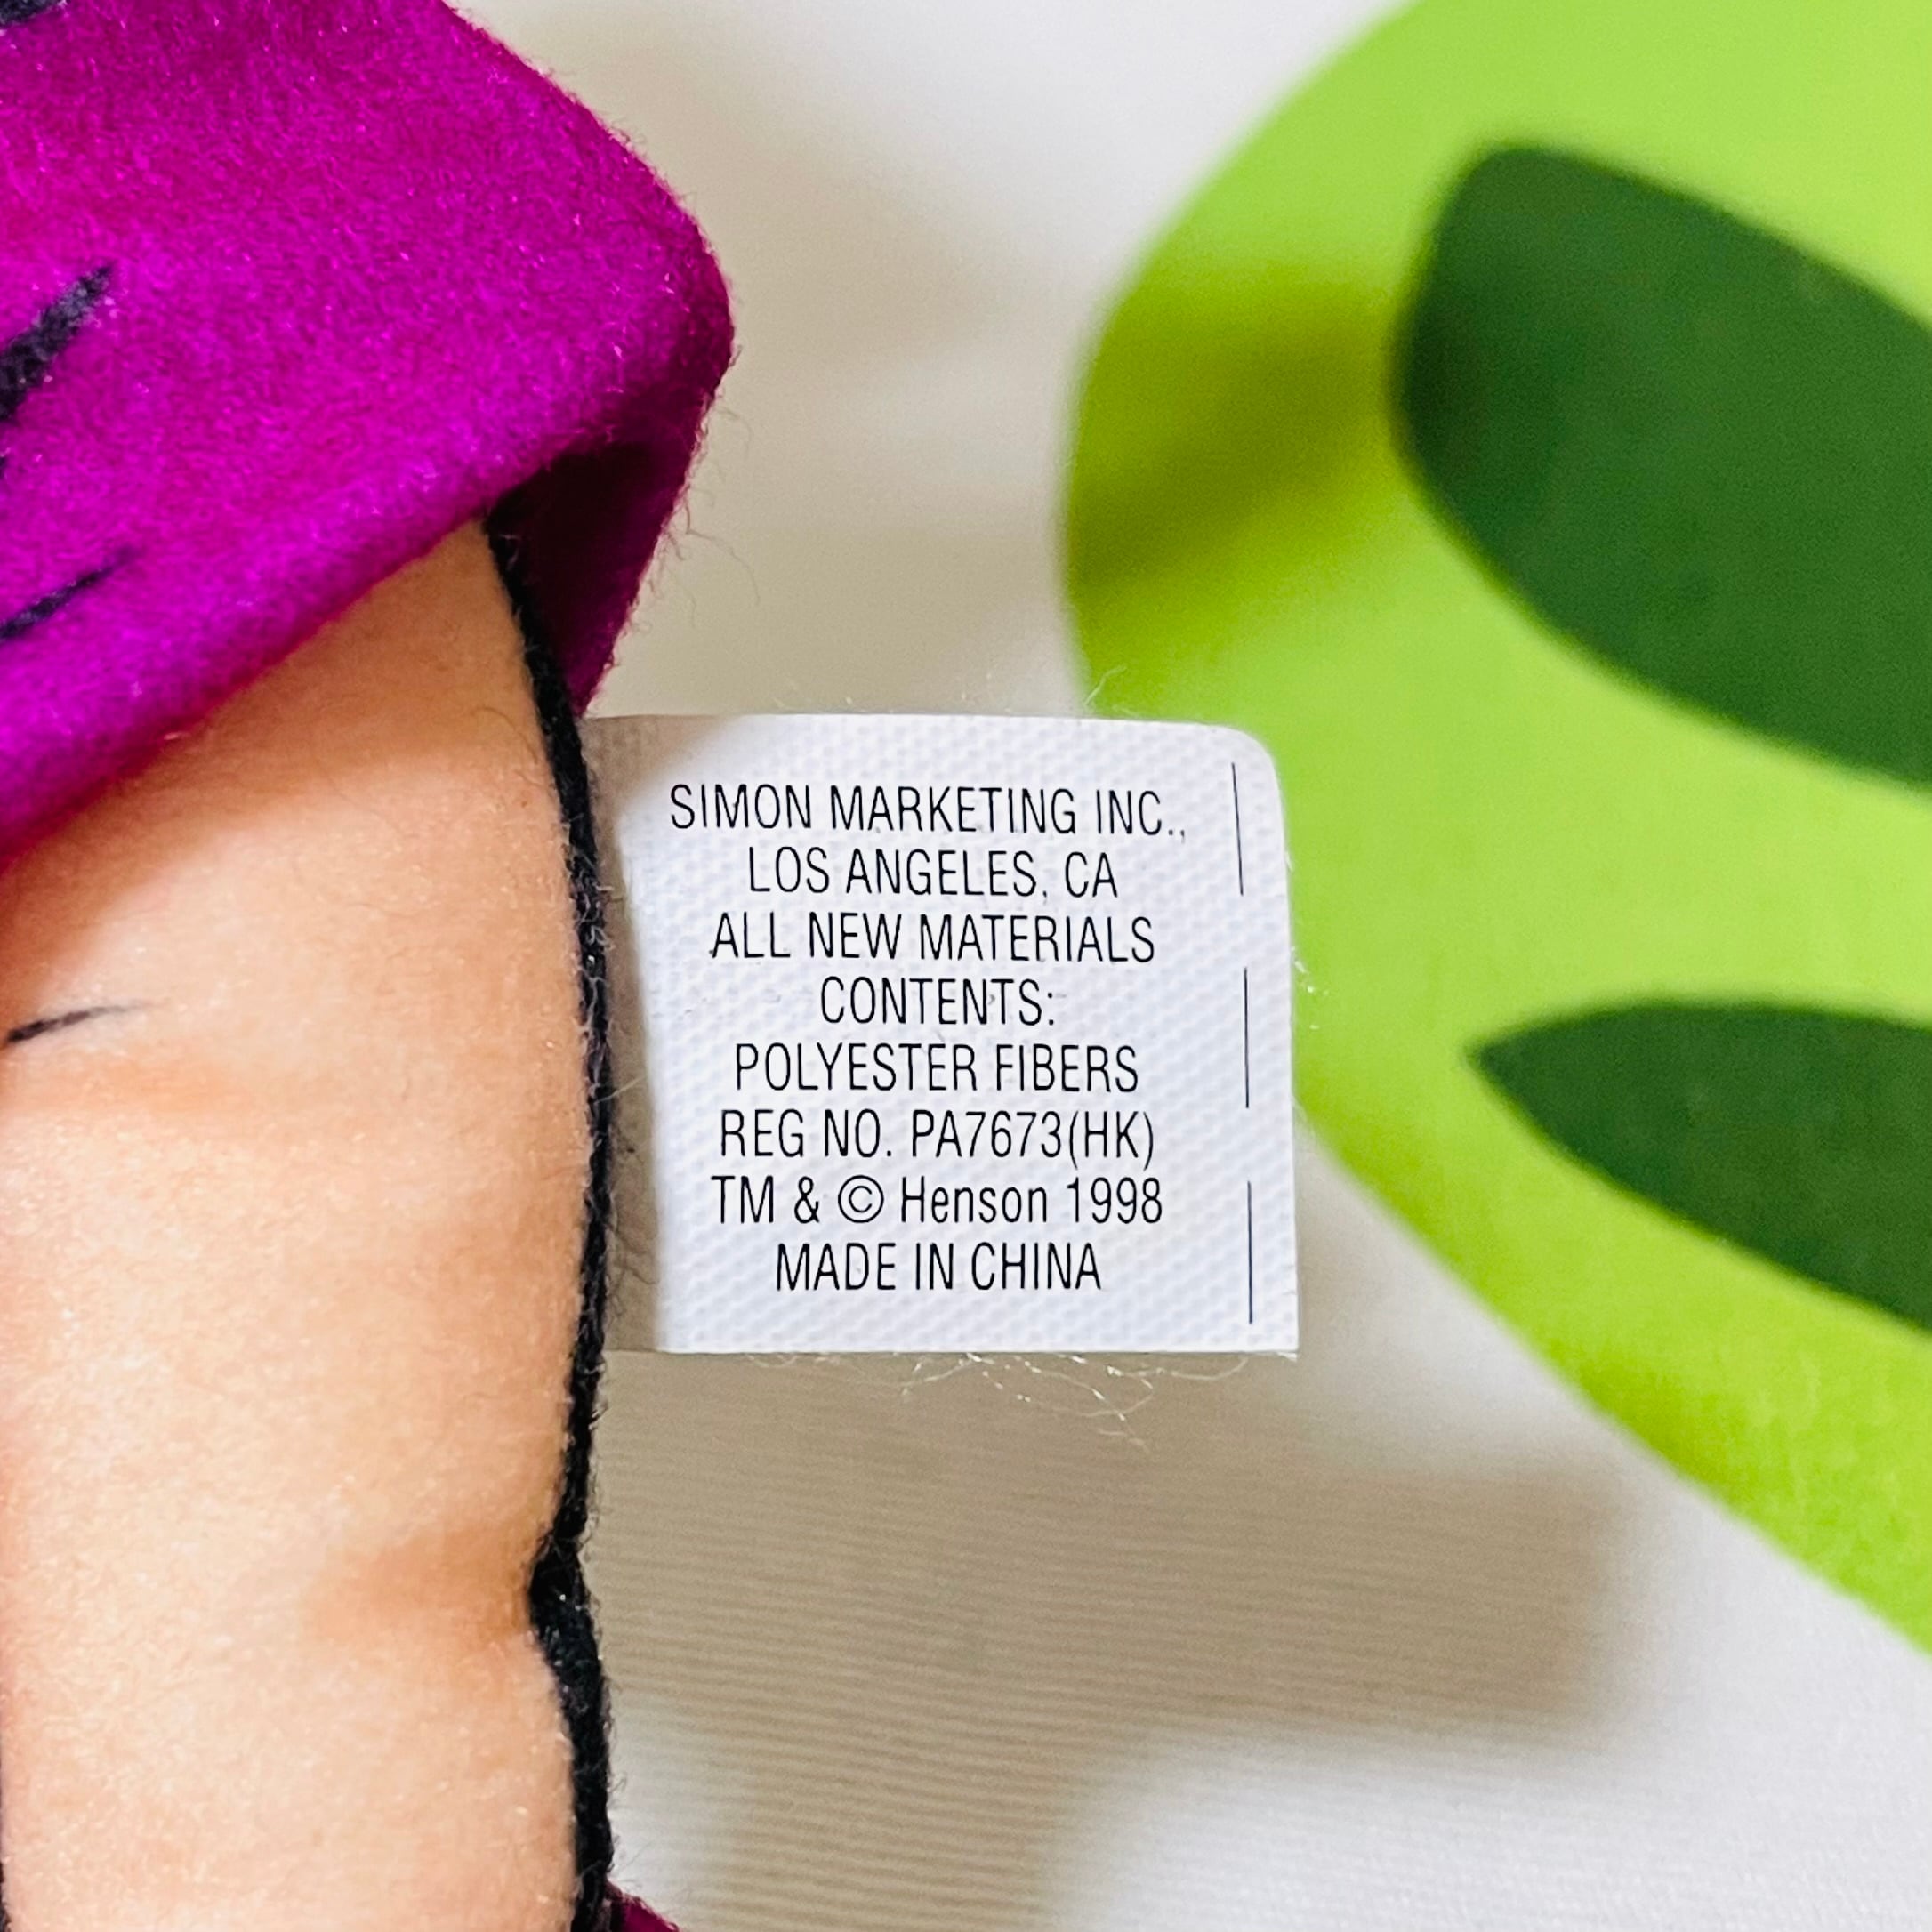 SIMON MARKETING INC.,
LOS ANGELES, CA
ALL NEW MATERIALS
CONTENTS:
POLYESTER FIBERS
REG NO. PA7673(HK)
TM & © Henson 1998
MADE IN CHINA